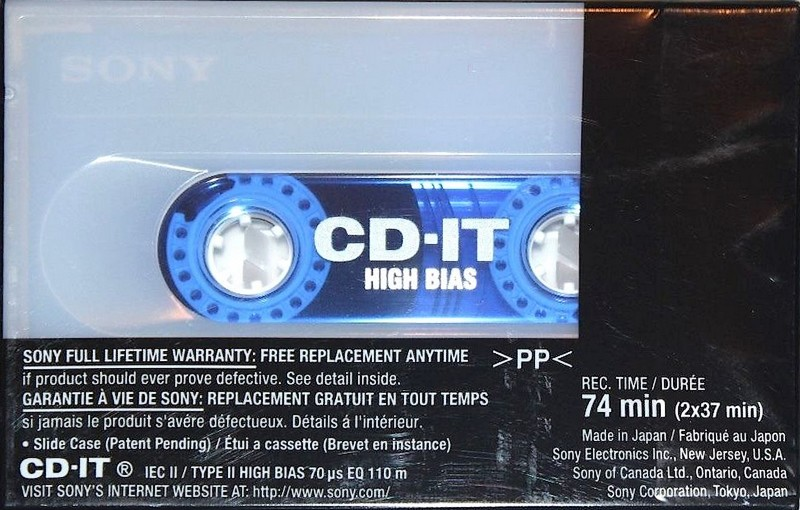 SONY
CD-IT
HIGH BIAS
SONY FULL LIFETIME WARRANTY: FREE REPLACEMENT ANYTIME
if product should ever prove defective. See detail inside.
GARANTIE À VIE DE SONY: REPLACEMENT GRATUIT EN TOUT TEMPS
si jamais le produit s'avére défectueux. Détails á l'intérieur.
• Slide Case (Patent Pending) / Étui a cassette (Brevet en instance)
CD-IT ® IEC II / TYPE II HIGH BIAS 70 µs EQ 110 m
VISIT SONY'S INTERNET WEBSITE AT: http://www.sony.com/
>PP<
REC. TIME / DURÉE
74 min (2x37 min)
Made in Japan / Fabriqué au Japon
Sony Electronics Inc., New Jersey, U.S.A.
Sony of Canada Ltd., Ontario, Canada
Sony Corporation, Tokyo, Japan